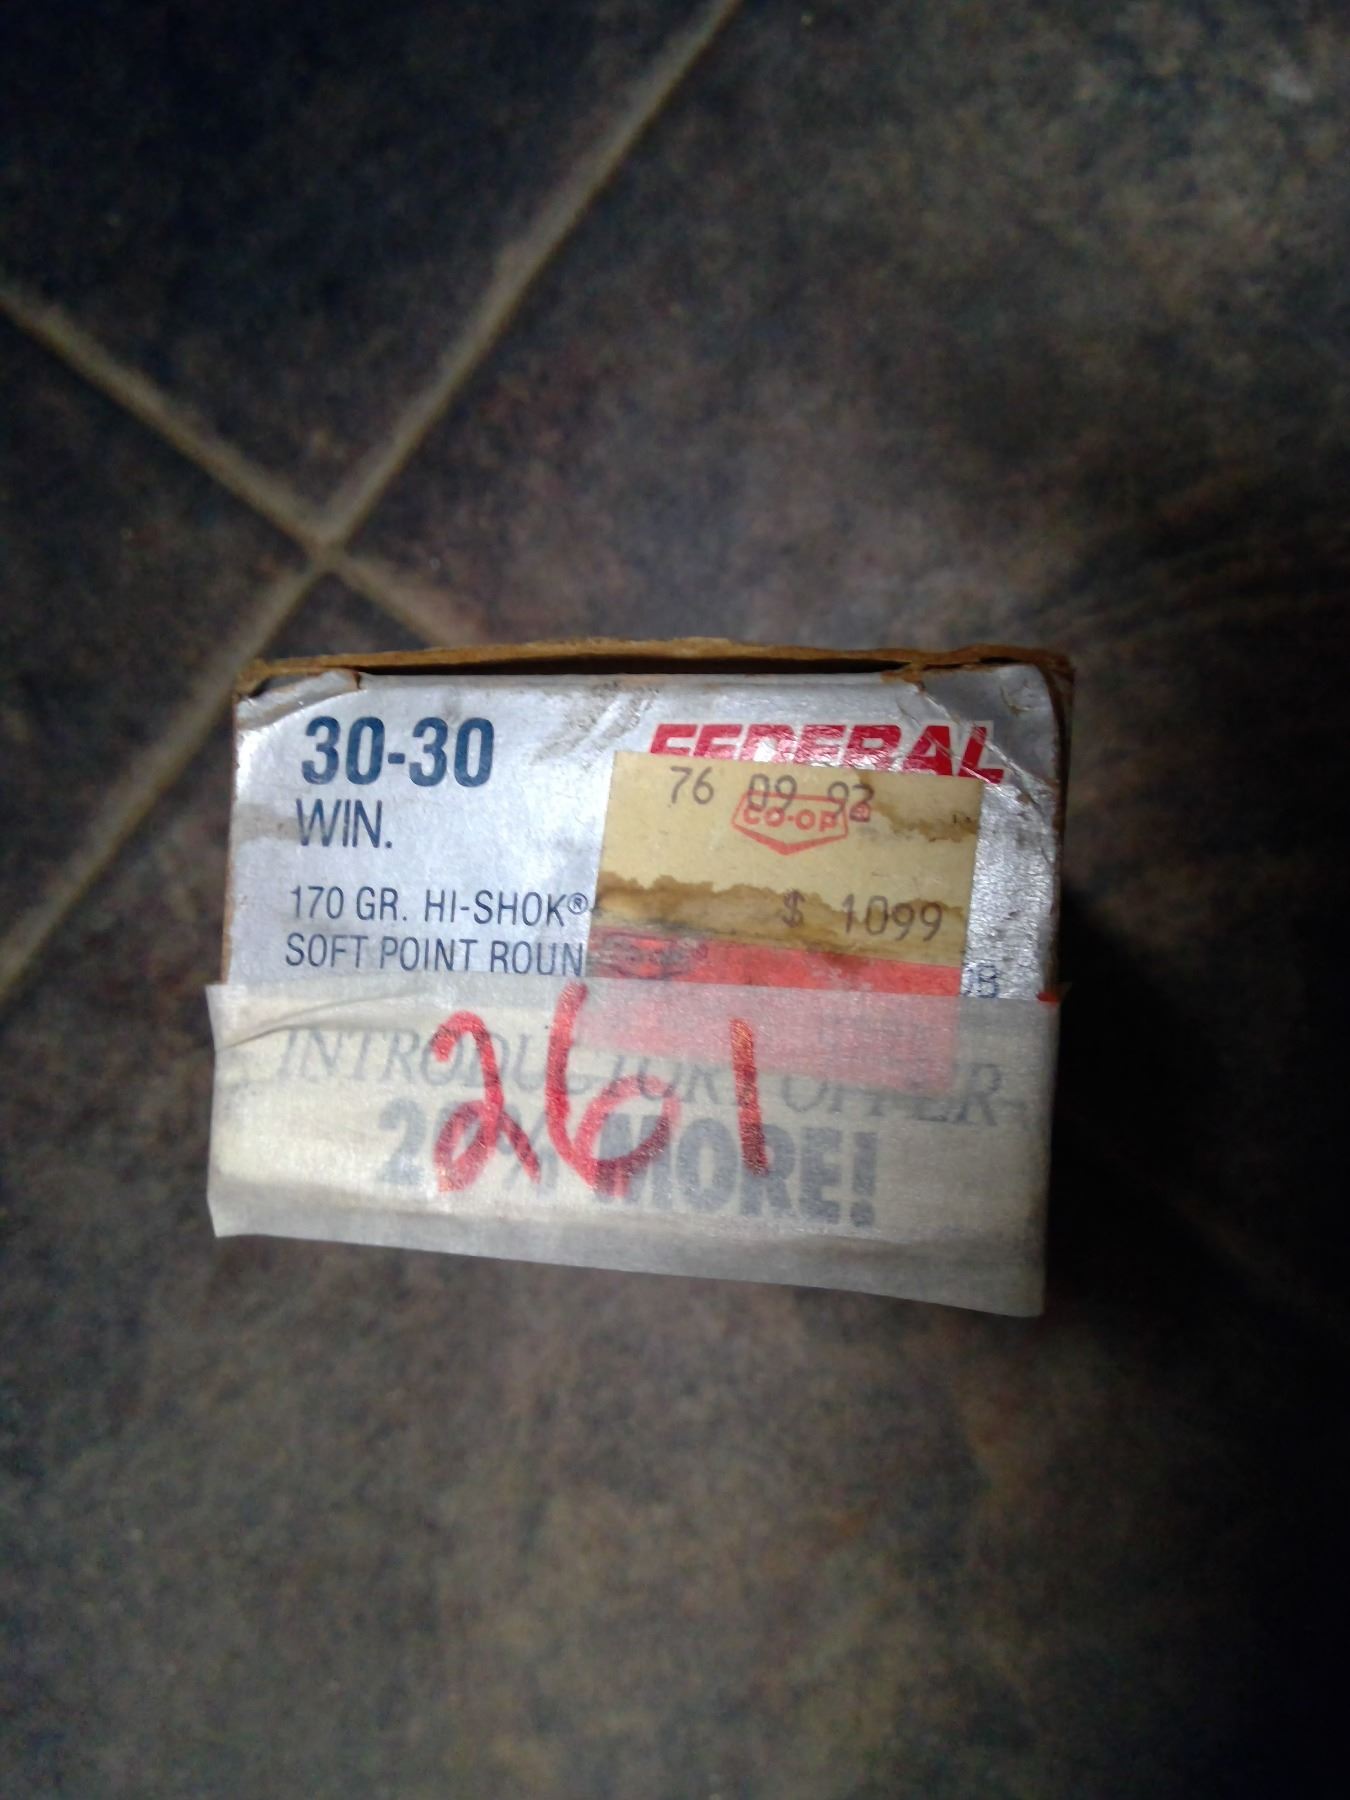 30-30
FEDERAL
WIN.
76 09 92
CO-OP®
170 GR. HI-SHOK®
$ 1099
SOFT POINT ROUN
INTRODUCTORY OFFER-
20% MORE!
261